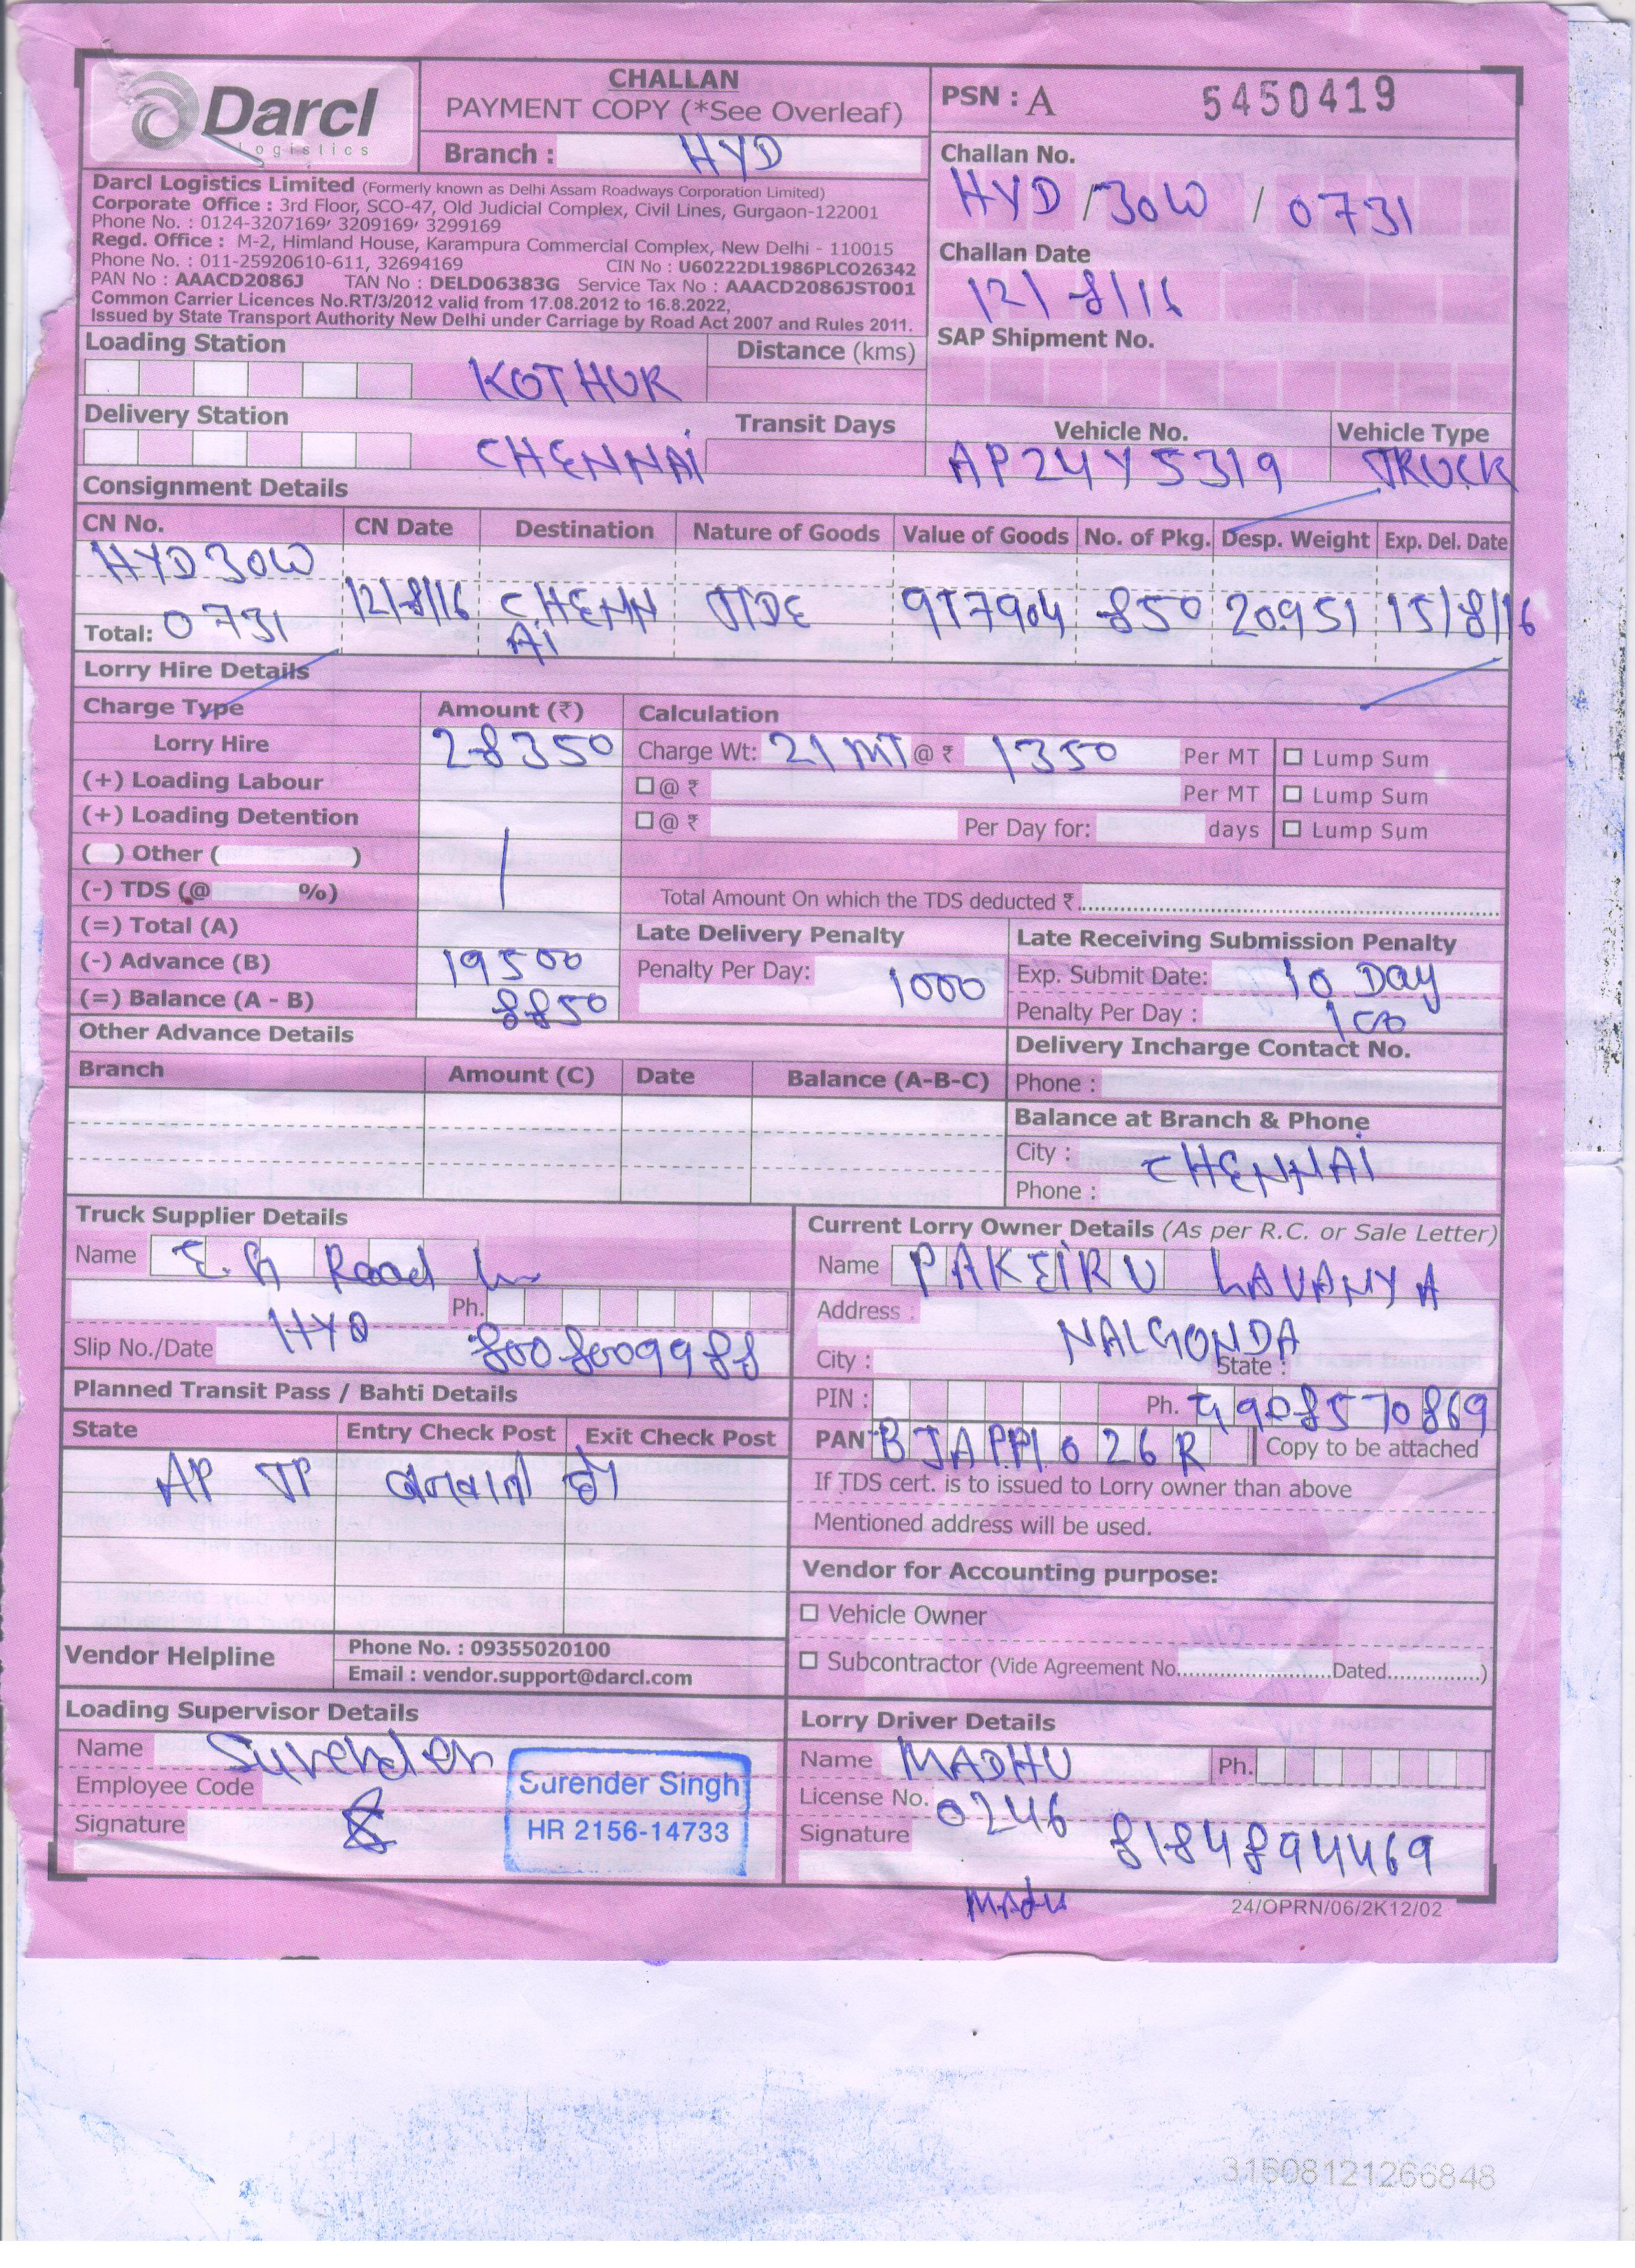 Darcl
Logistics
CHALLAN
PAYMENT COPY (*See Overleaf)
Branch : HYD
PSN : A 5450419
Challan No.
HYD / 30W / 0731
Challan Date
12/8/16
SAP Shipment No.
Darcl Logistics Limited (Formerly known as Delhi Assam Roadways Corporation Limited)
Corporate Office : 3rd Floor, SCO-47, Old Judicial Complex, Civil Lines, Gurgaon-122001
Phone No. : 0124-3207169, 3209169, 3299169
Regd. Office : M-2, Himland House, Karampura Commercial Complex, New Delhi - 110015
Phone No. : 011-25920610-611, 32694169 CIN No : U60222DL1986PLC026342
PAN No : AAACD2086J TAN No : DELD06383G Service Tax No : AAACD2086JST001
Common Carrier Licences No.RT/3/2012 valid from 17.08.2012 to 16.8.2022,
Issued by State Transport Authority New Delhi under Carriage by Road Act 2007 and Rules 2011.
Loading Station KOTHUR Distance (kms)
Delivery Station CHENNAI Transit Days
Vehicle No. Vehicle Type
AP24Y5319 TRUCK
Consignment Details
CN No. CN Date Destination Nature of Goods Value of Goods No. of Pkg. Desp. Weight Exp. Del. Date
HYD30W
0731 12/8/16 CHENNAI 917904 850 20.951 15/8/16
Total:
Lorry Hire Details
Charge Type Amount (₹) Calculation
Lorry Hire 28350 Charge Wt: 21 MT @ ₹ 1350 Per MT Lump Sum
(+) Loading Labour @ ₹ Per MT Lump Sum
(+) Loading Detention @ ₹ Per Day for: days Lump Sum
( ) Other ( )
(-) TDS (@ %) Total Amount On which the TDS deducted ₹
(=) Total (A)
(-) Advance (B) 19500
(=) Balance (A - B) 8850
Late Delivery Penalty
Penalty Per Day: 1000
Late Receiving Submission Penalty
Exp. Submit Date: 10 Day
Penalty Per Day : 100
Other Advance Details
Branch Amount (C) Date Balance (A-B-C)
Delivery Incharge Contact No.
Phone :
Balance at Branch & Phone
City : CHENNAI
Phone :
Truck Supplier Details
Name Road
HYD
Ph. 8008009988
Slip No./Date
Current Lorry Owner Details (As per R.C. or Sale Letter)
Name PAKEIRU LAVANYA
Address : NALGONDA
City : State :
PIN : Ph. 9908570869
PAN BJAPP1026R Copy to be attached
If TDS cert. is to issued to Lorry owner than above
Mentioned address will be used.
Planned Transit Pass / Bahti Details
State Entry Check Post Exit Check Post
AP TP बनवानी है
Vendor for Accounting purpose:
Vehicle Owner
Subcontractor (Vide Agreement No. Dated )
Vendor Helpline
Phone No. : 09355020100
Email : vendor.support@darcl.com
Loading Supervisor Details
Name Surender
Employee Code
Signature
Surender Singh
HR 2156-14733
Lorry Driver Details
Name MADHU Ph.
License No. 0246
8184894469
Signature
Madu
24/OPRN/06/2K12/02
31608121266848